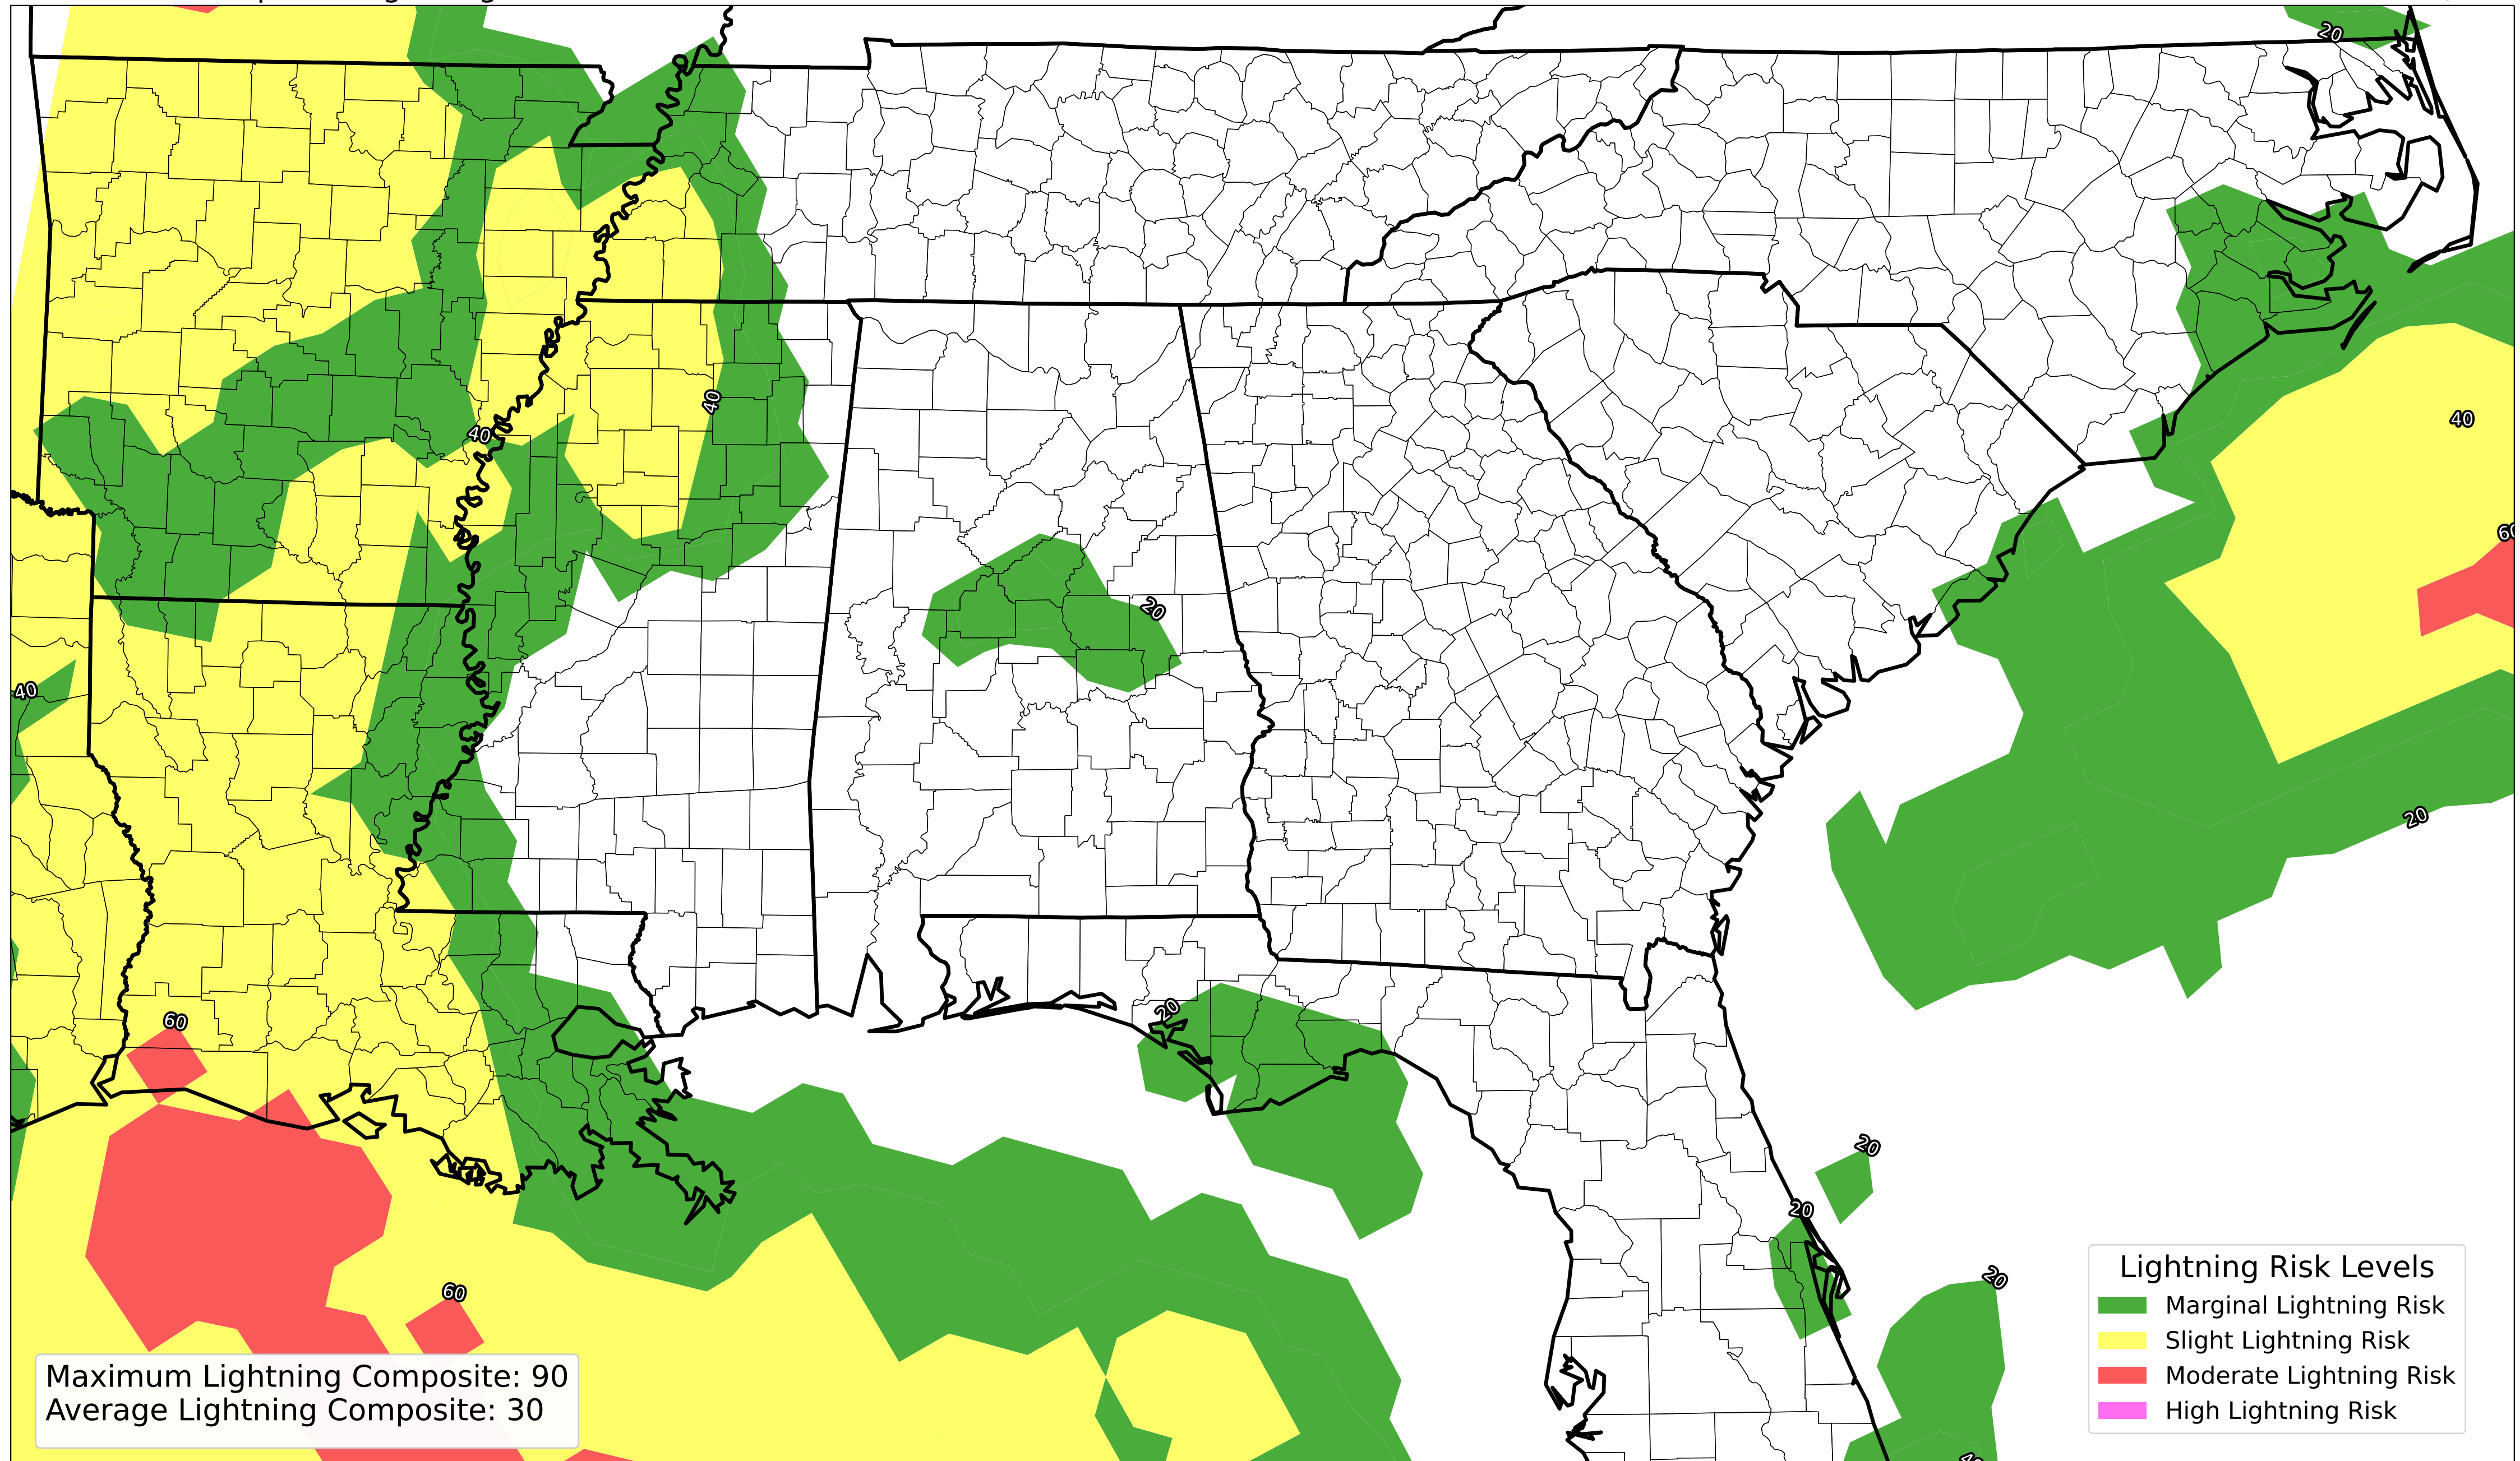 20
40
40
40
60
20
40
20
60
20
20
20
60
20
Maximum Lightning Composite: 90
Average Lightning Composite: 30
Lightning Risk Levels
Marginal Lightning Risk
Slight Lightning Risk
Moderate Lightning Risk
High Lightning Risk